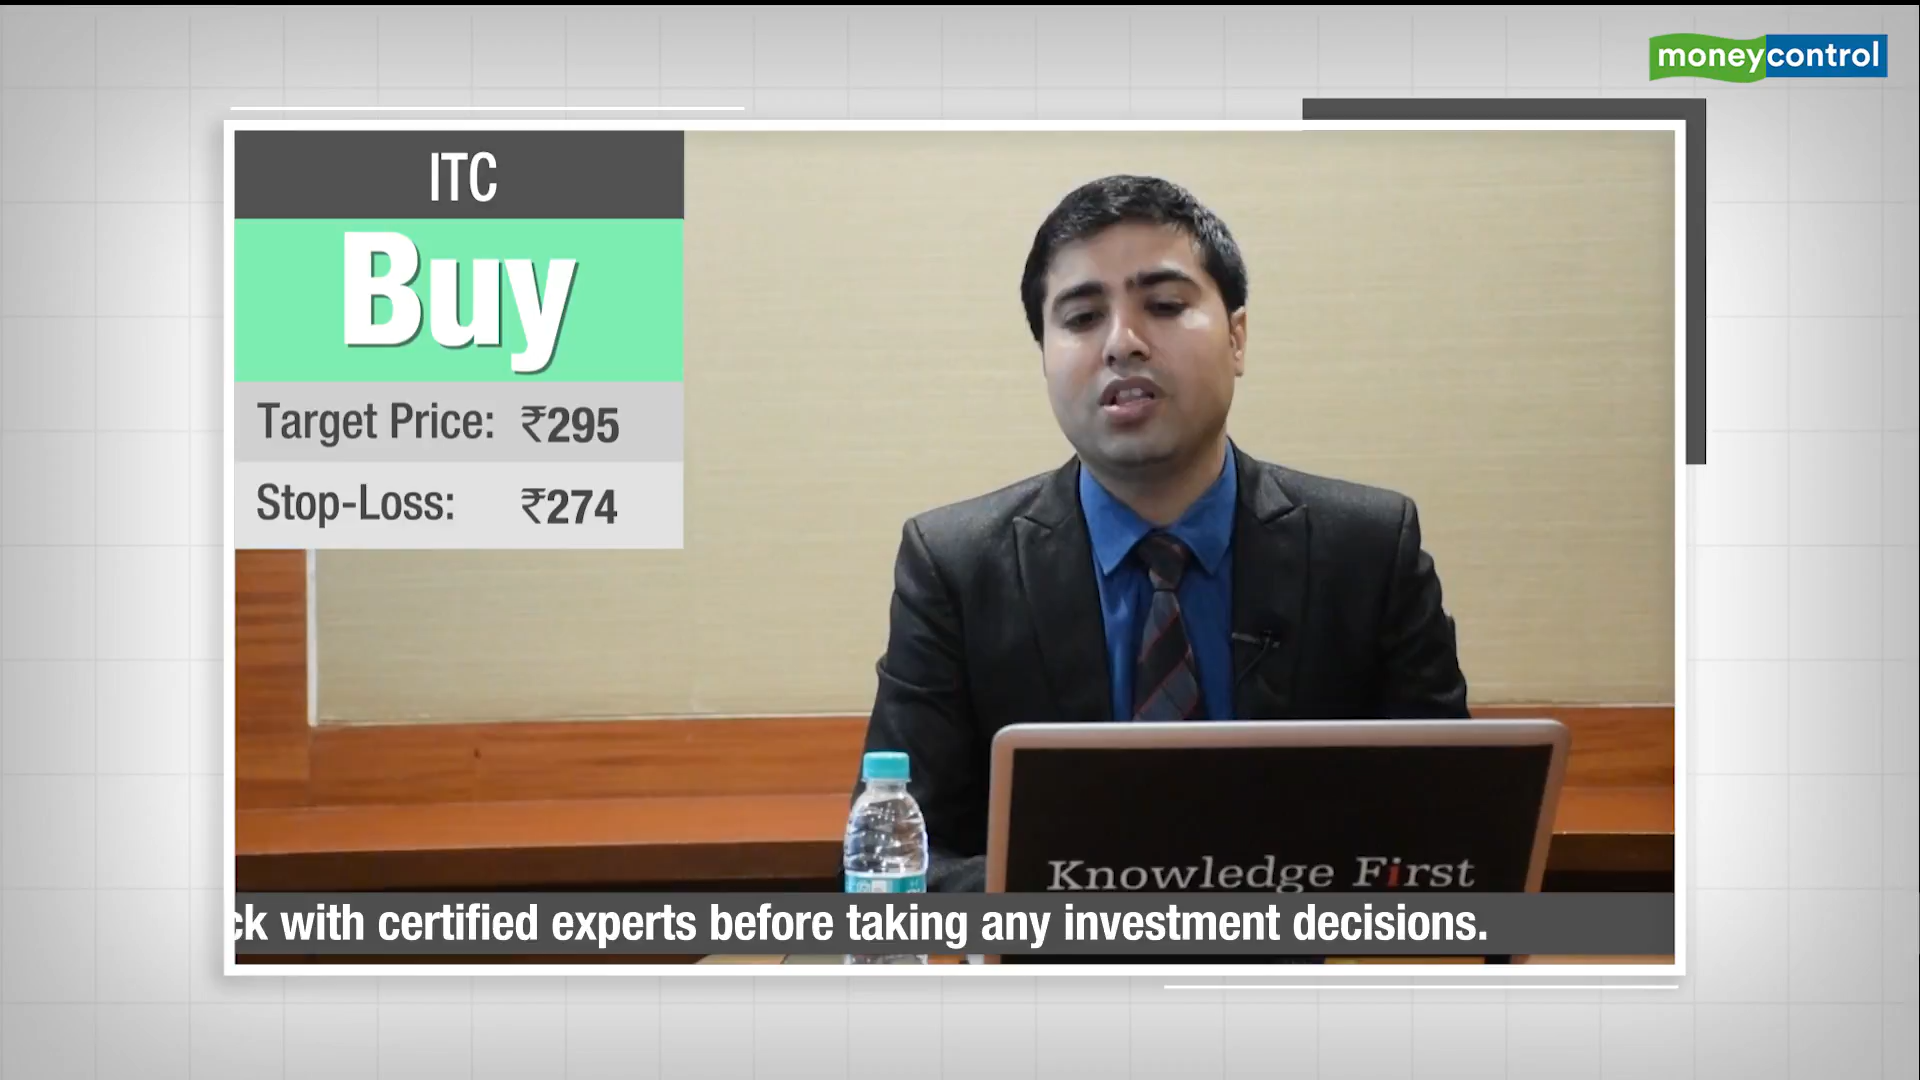 moneycontrol
ITC
Buy
Target Price: ₹295
Stop-Loss: ₹274
Knowledge First
with certified experts before taking any investment decisions.